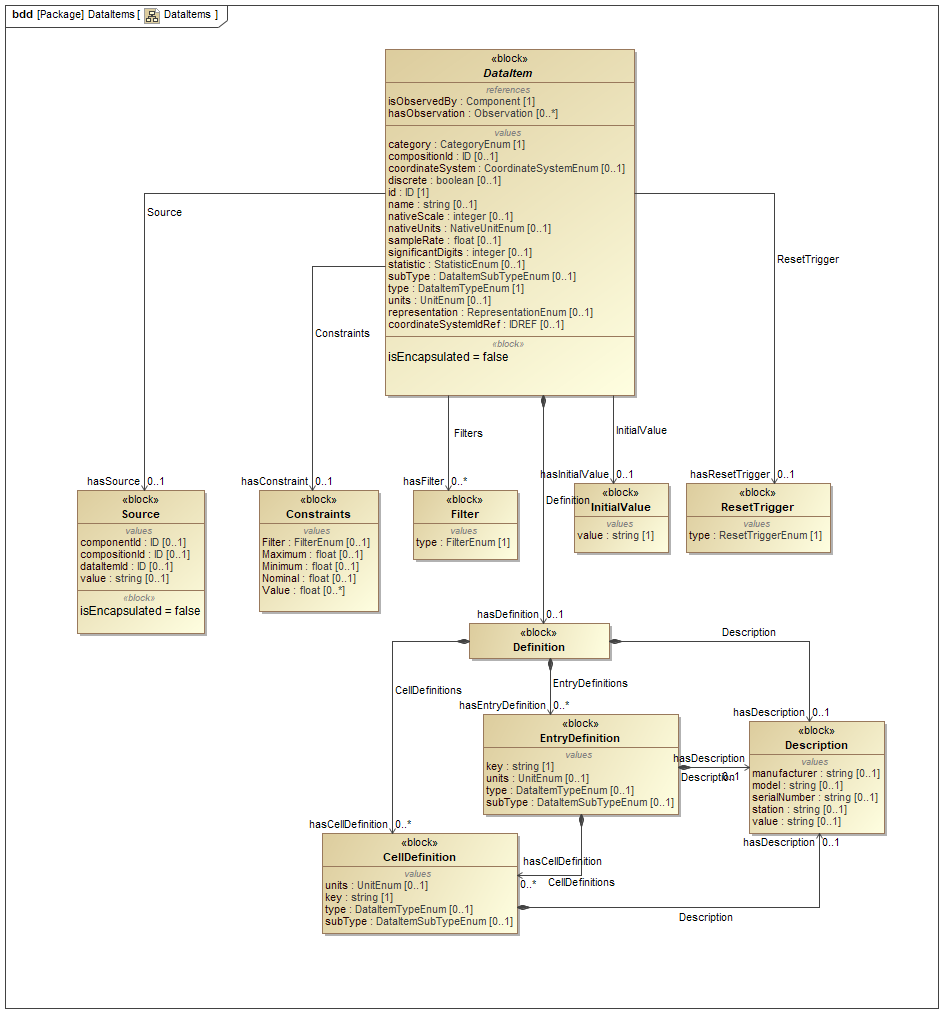 bdd [Package] DataItems [ DataItems ]
«block»
DataItem
references
isObservedBy : Component [1]
hasObservation : Observation [0..*]
values
category : CategoryEnum [1]
compositionId : ID [0..1]
coordinateSystem : CoordinateSystemEnum [0..1]
discrete : boolean [0..1]
id : ID [1]
name : string [0..1]
nativeScale : integer [0..1]
nativeUnits : NativeUnitEnum [0..1]
sampleRate : float [0..1]
significantDigits : integer [0..1]
statistic : StatisticEnum [0..1]
subType : DataItemSubTypeEnum [0..1]
type : DataItemTypeEnum [1]
units : UnitEnum [0..1]
representation : RepresentationEnum [0..1]
coordinateSystemIdRef : IDREF [0..1]
«block»
isEncapsulated = false
Source
Constraints
ResetTrigger
Filters
InitialValue
Definition
hasSource 0..1
hasConstraint 0..1
hasFilter 0..*
hasInitialValue 0..1
hasResetTrigger 0..1
«block»
Source
values
componentId : ID [0..1]
compositionId : ID [0..1]
dataItemId : ID [0..1]
value : string [0..1]
«block»
isEncapsulated = false
«block»
Constraints
values
Filter : FilterEnum [0..1]
Maximum : float [0..1]
Minimum : float [0..1]
Nominal : float [0..1]
Value : float [0..*]
«block»
Filter
values
type : FilterEnum [1]
«block»
InitialValue
values
value : string [1]
«block»
ResetTrigger
values
type : ResetTriggerEnum [1]
hasDefinition 0..1
«block»
Definition
Description
CellDefinitions
EntryDefinitions
hasEntryDefinition 0..*
hasDescription 0..1
«block»
EntryDefinition
values
key : string [1]
units : UnitEnum [0..1]
type : DataItemTypeEnum [0..1]
subType : DataItemSubTypeEnum [0..1]
hasDescription
Description 0..1
«block»
Description
values
manufacturer : string [0..1]
model : string [0..1]
serialNumber : string [0..1]
station : string [0..1]
value : string [0..1]
hasDescription 0..1
hasCellDefinition 0..*
«block»
CellDefinition
values
units : UnitEnum [0..1]
key : string [1]
type : DataItemTypeEnum [0..1]
subType : DataItemSubTypeEnum [0..1]
hasCellDefinition
0..* CellDefinitions
Description